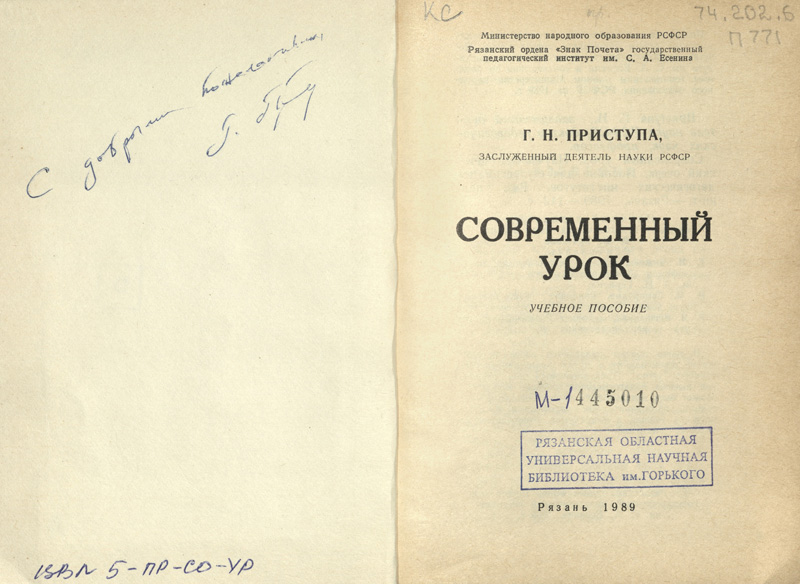 С добрыми пожеланиями,
ISBN 5-ПР-СО-УР
КС
74.202.6
П 771
Министерство народного образования РСФСР
Рязанский ордена «Знак Почета» государственный
педагогический институт им. С. А. Есенина
Г. Н. ПРИСТУПА,
ЗАСЛУЖЕННЫЙ ДЕЯТЕЛЬ НАУКИ РСФСР
СОВРЕМЕННЫЙ
УРОК
УЧЕБНОЕ ПОСОБИЕ
М-1445010
РЯЗАНСКАЯ ОБЛАСТНАЯ
УНИВЕРСАЛЬНАЯ НАУЧНАЯ
БИБЛИОТЕКА им.ГОРЬКОГО
Рязань 1989